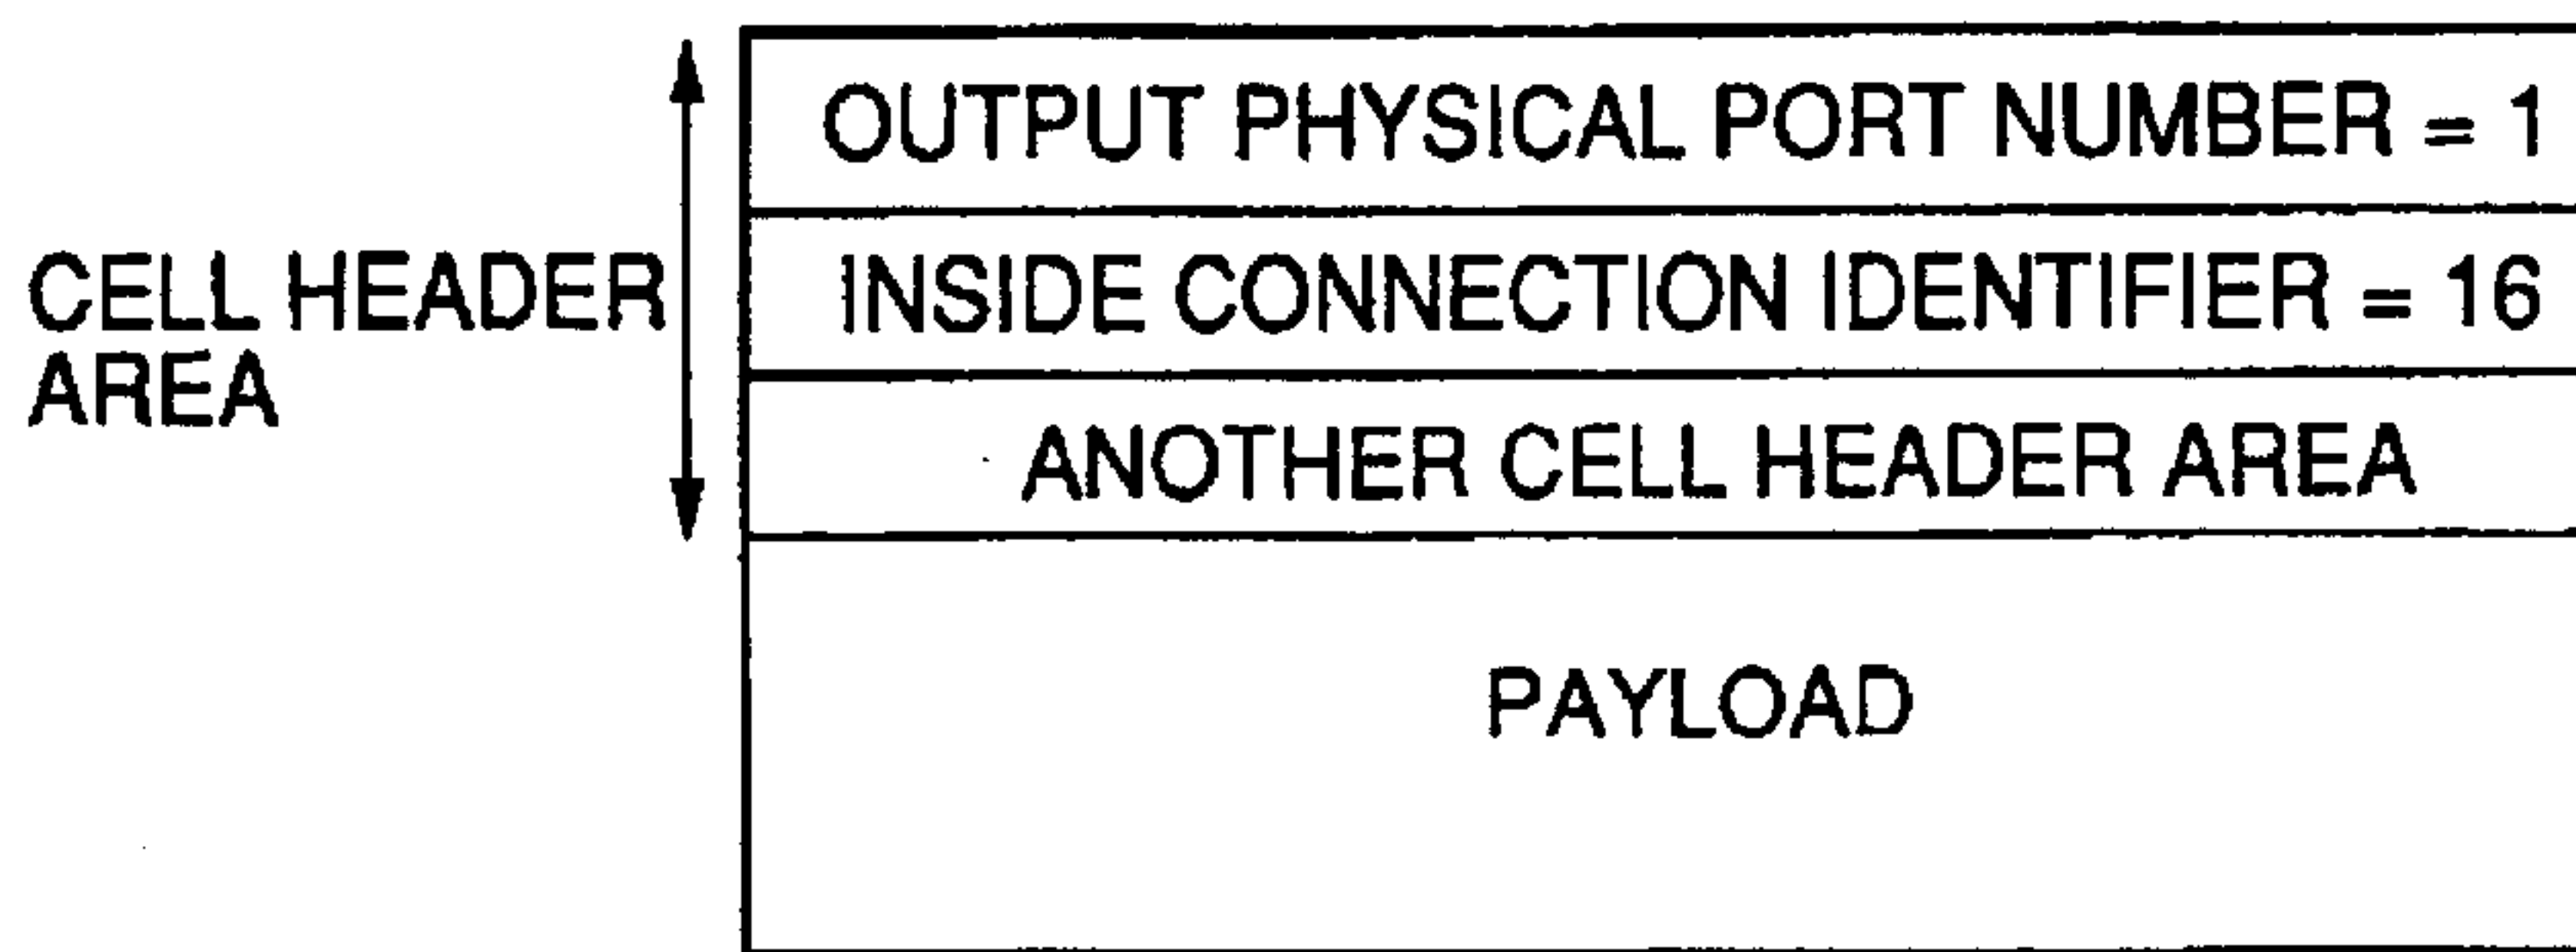 OUTPUT PHYSICAL PORT NUMBER = 1
CELL HEADER
AREA
INSIDE CONNECTION IDENTIFIER = 16
ANOTHER CELL HEADER AREA
PAYLOAD